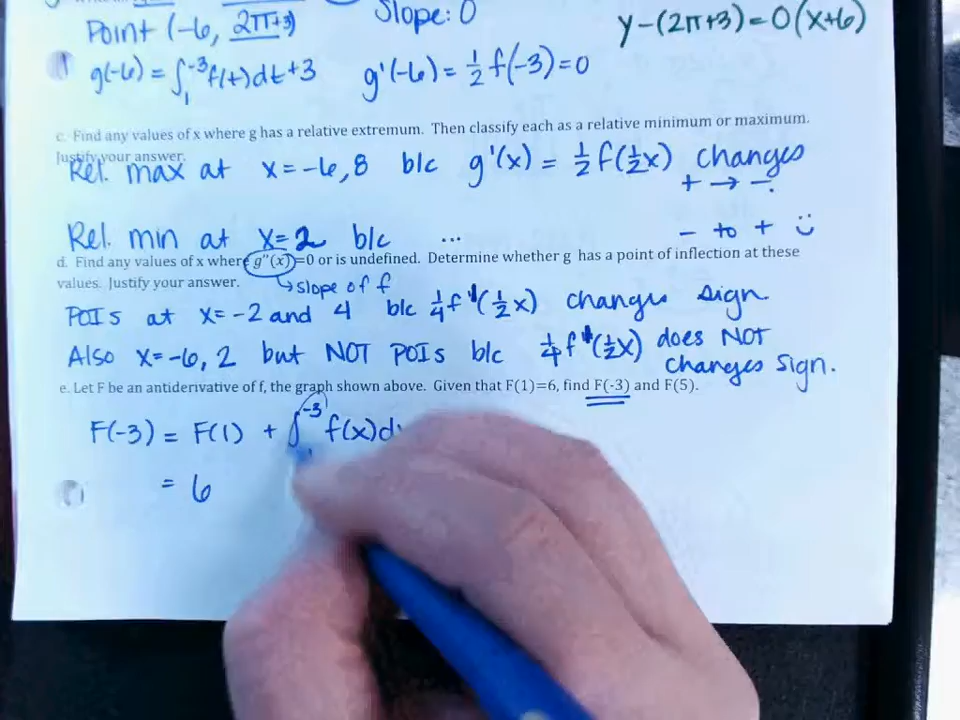 Point (-6, 2π+3) Slope: 0 y-(2π+3)=0(x+6)
g(-6) = ∫₁⁻³ f(t)dt+3 g'(-6) = ½ f(-3)=0
c. Find any values of x where g has a relative extremum. Then classify each as a relative minimum or maximum.
Justify your answer.
Rel. max at x=-6,8 b/c g'(x) = ½ f(½x) changes
+ → -.
Rel. min at x=2 b/c ... - to + :)
d. Find any values of x where g"(x)=0 or is undefined. Determine whether g has a point of inflection at these
values. Justify your answer. ↳ slope of f
POIs at x=-2 and 4 b/c ¼f'(½x) changes sign
Also x=-6, 2 but NOT POIs b/c ¼f'(½x) does NOT
changes sign.
e. Let F be an antiderivative of f, the graph shown above. Given that F(1)=6, find F(-3) and F(5).
F(-3) = F(1) + ∫₁⁻³ f(x)dx
= 6